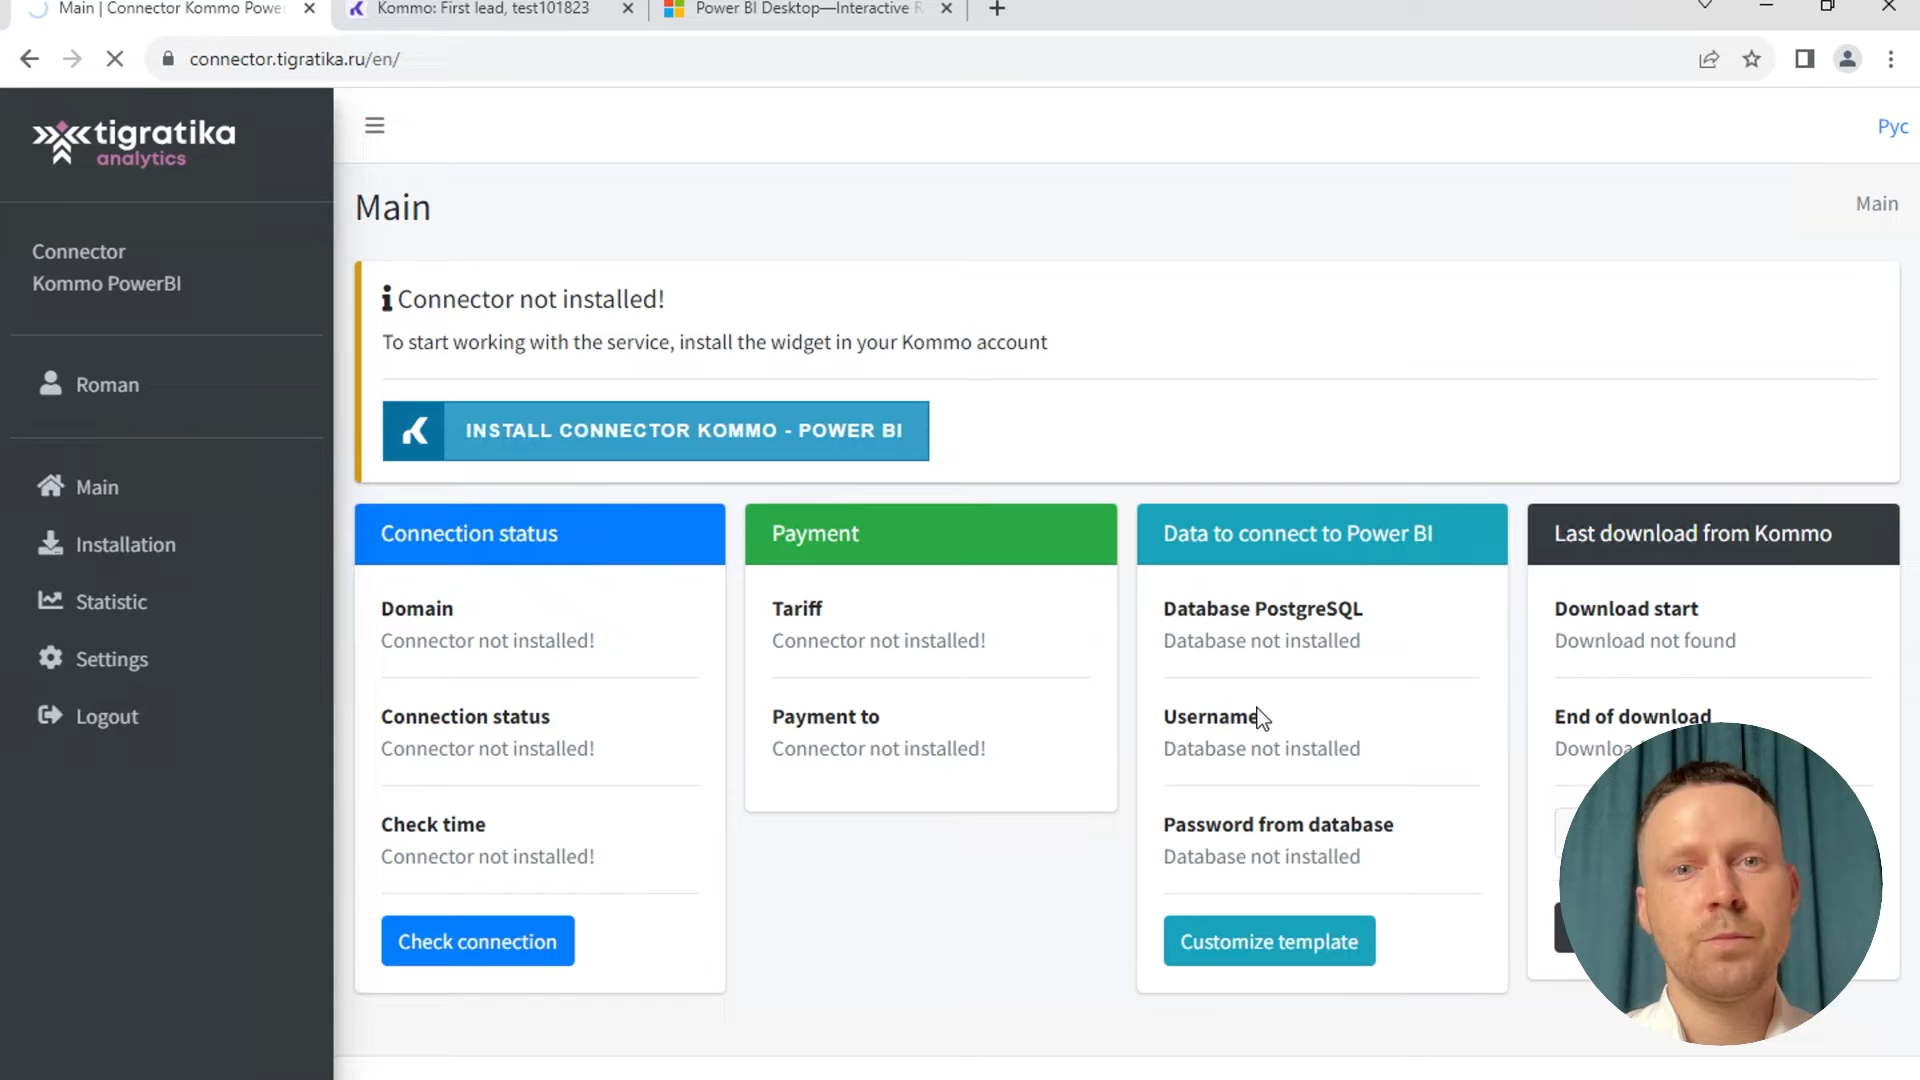 Main | Connector Kommo Power
Kommo: First lead, test101823
Power BI Desktop—Interactive R
connector.tigratika.ru/en/
tigratika
analytics
Рус
Main
Main
Connector
Kommo PowerBI
Roman
Main
Installation
Statistic
Settings
Logout
Connector not installed!
To start working with the service, install the widget in your Kommo account
INSTALL CONNECTOR KOMMO - POWER BI
Connection status
Domain
Connector not installed!
Connection status
Connector not installed!
Check time
Connector not installed!
Check connection
Payment
Tariff
Connector not installed!
Payment to
Connector not installed!
Data to connect to Power BI
Database PostgreSQL
Database not installed
Username
Database not installed
Password from database
Database not installed
Customize template
Last download from Kommo
Download start
Download not found
End of download